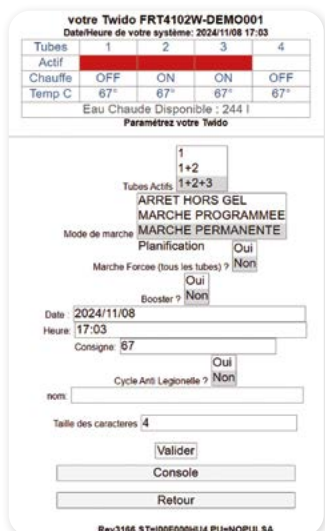 votre Twido FRT4102W-DEMO001
Date/Heure de votre système: 2024/11/08 17:03
Tubes 1 2 3 4
Actif
Chauffe OFF ON ON OFF
Temp C 67° 67° 67° 67°
Eau Chaude Disponible : 244 l
Paramétrez votre Twido
1
1+2
Tubes Actifs 1+2+3
ARRET HORS GEL
MARCHE PROGRAMMEE
Mode de marche MARCHE PERMANENTE
Planification
Oui
Marche Forcee (tous les tubes) ? Non
Oui
Booster ? Non
Date : 2024/11/08
Heure: 17:03
Consigne: 67
Oui
Cycle Anti Legionelle ? Non
nom:
Taille des caracteres 4
Valider
Console
Retour